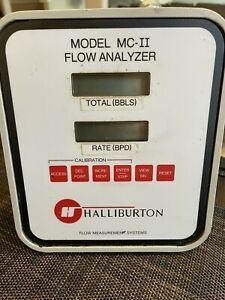 MODEL MC-II
FLOW ANALYZER
TOTAL (BBLS)
RATE (BPD)
CALIBRATION
ACCESS
DEC. POINT
INCRE- MENT
ENTER STEP
VIEW BN.
RESET
H HALLIBURTON
FLOW MEASUREMENT SYSTEMS